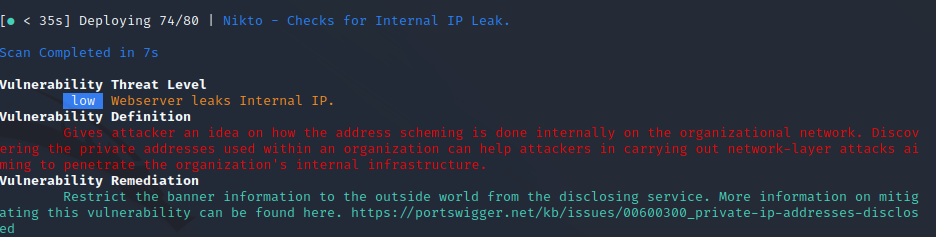 [● < 35s] Deploying 74/80 | Nikto - Checks for Internal IP Leak.
Scan Completed in 7s
Vulnerability Threat Level
low Webserver leaks Internal IP.
Vulnerability Definition
Gives attacker an idea on how the address scheming is done internally on the organizational network. Discov
ering the private addresses used within an organization can help attackers in carrying out network-layer attacks ai
ming to penetrate the organization's internal infrastructure.
Vulnerability Remediation
Restrict the banner information to the outside world from the disclosing service. More information on mitig
ating this vulnerability can be found here. https://portswigger.net/kb/issues/00600300_private-ip-addresses-disclos
ed